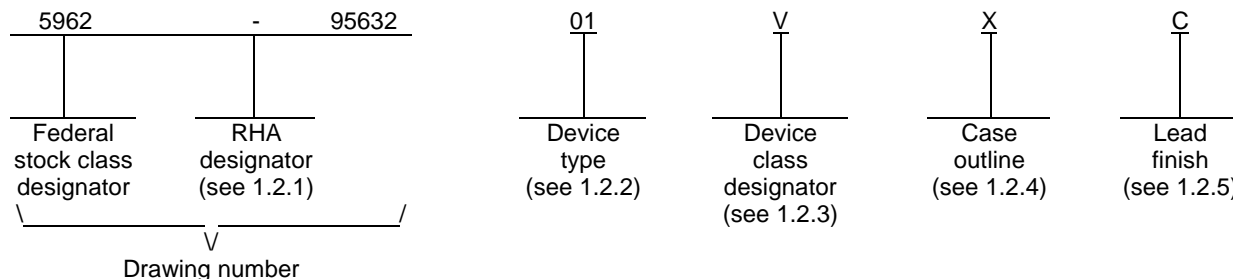 5962 - 95632 01 V X C
Federal stock class designator
RHA designator (see 1.2.1)
Device type (see 1.2.2)
Device class designator (see 1.2.3)
Case outline (see 1.2.4)
Lead finish (see 1.2.5)
\ /
\/
Drawing number